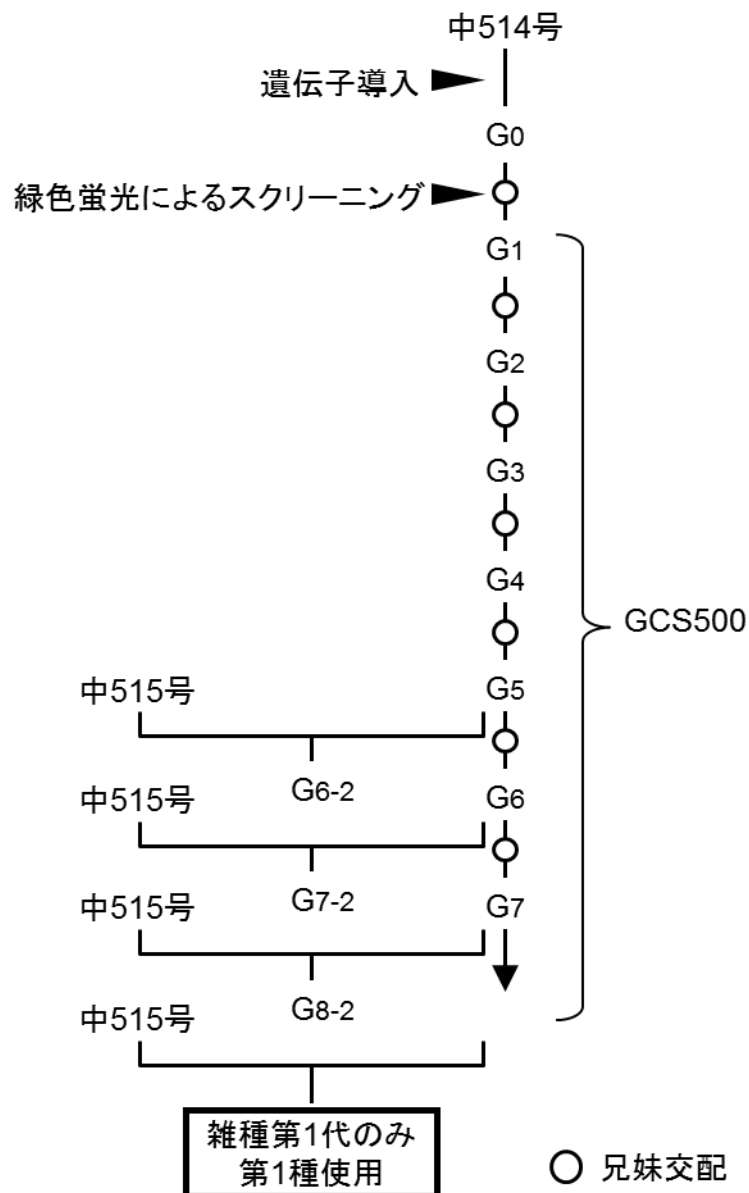 中514号
遺伝子導入
G0
緑色蛍光によるスクリーニング
G1
G2
G3
G4
GCS500
中515号
G5
G6-2
中515号
G6
G7-2
中515号
G7
G8-2
中515号
雑種第1代のみ
第1種使用
兄妹交配